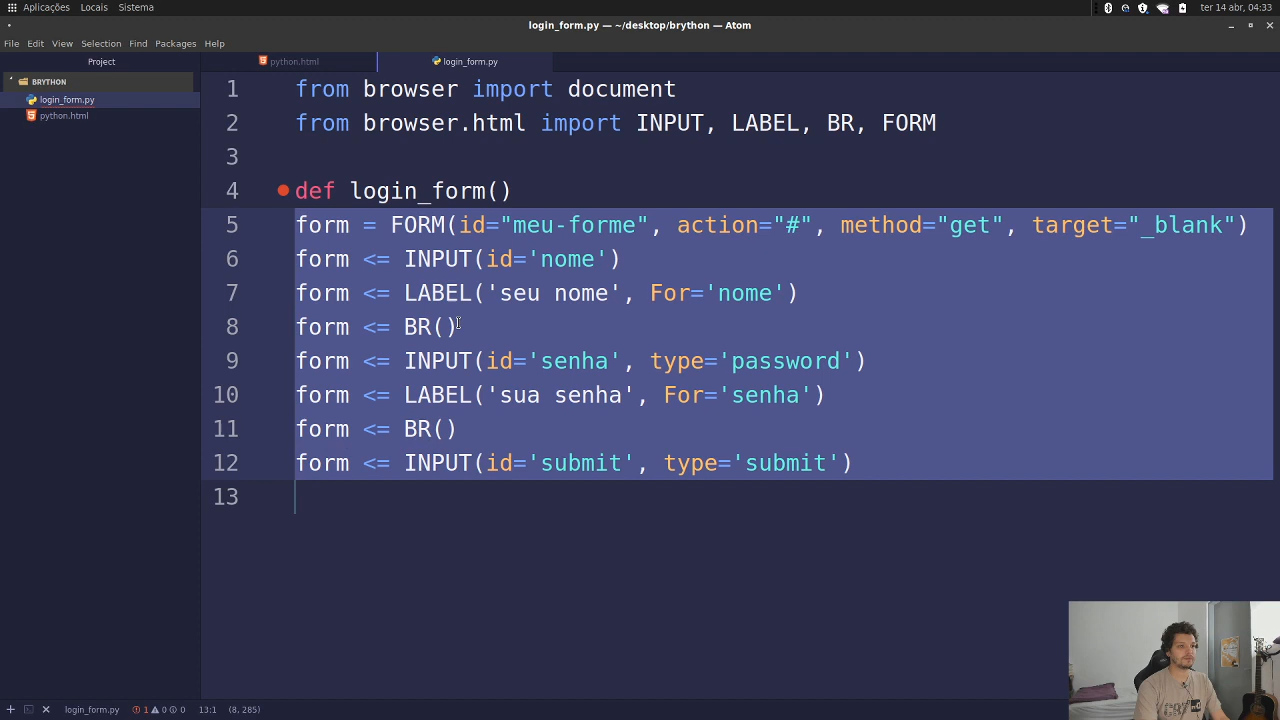 Aplicações Locais Sistema
ter 14 abr, 04:33
login_form.py — ~/desktop/brython — Atom
File Edit View Selection Find Packages Help
Project
python.html
login_form.py
BRYTHON
login_form.py
python.html
1 from browser import document
2 from browser.html import INPUT, LABEL, BR, FORM
3
4 def login_form()
5 form = FORM(id="meu-forme", action="#", method="get", target="_blank")
6 form <= INPUT(id='nome')
7 form <= LABEL('seu nome', For='nome')
8 form <= BR()
9 form <= INPUT(id='senha', type='password')
10 form <= LABEL('sua senha', For='senha')
11 form <= BR()
12 form <= INPUT(id='submit', type='submit')
13
login_form.py 1 0 0 13:1 (8, 285)